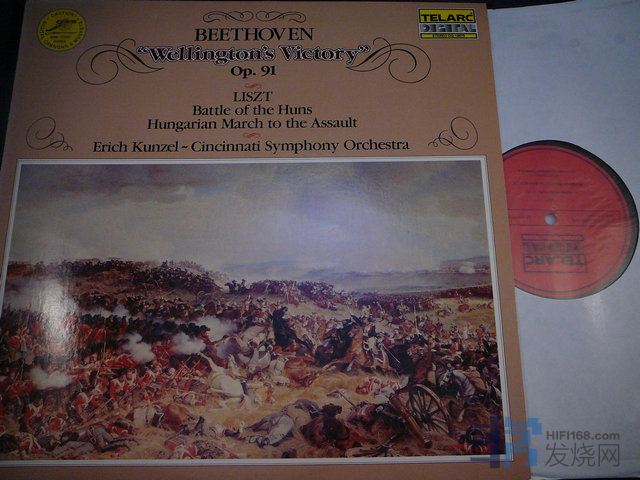 TELARC
DIGITAL
BEETHOVEN
“Wellington's Victory”
Op. 91
LISZT
Battle of the Huns
Hungarian March to the Assault
Erich Kunzel ~ Cincinnati Symphony Orchestra
TELARC
DIGITAL
HIFI168.com
发烧网